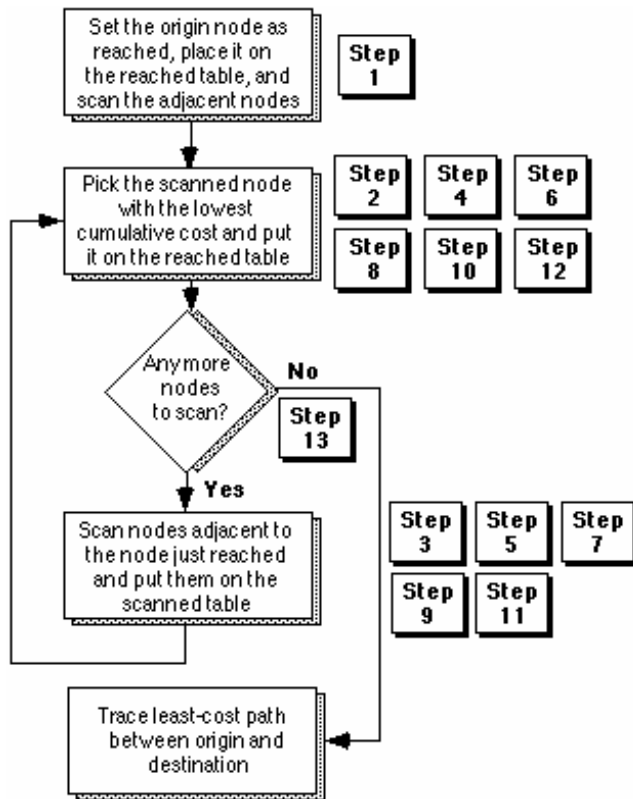 Set the origin node as
reached, place it on
the reached table, and
scan the adjacent nodes
Step
1
Pick the scanned node
with the lowest
cumulative cost and put
it on the reached table
Step
2
Step
4
Step
6
Step
8
Step
10
Step
12
Anymore
nodes
to scan?
No
Step
13
Yes
Scan nodes adjacent to
the node just reached
and put them on the
scanned table
Step
3
Step
5
Step
7
Step
9
Step
11
Trace least-cost path
between origin and
destination